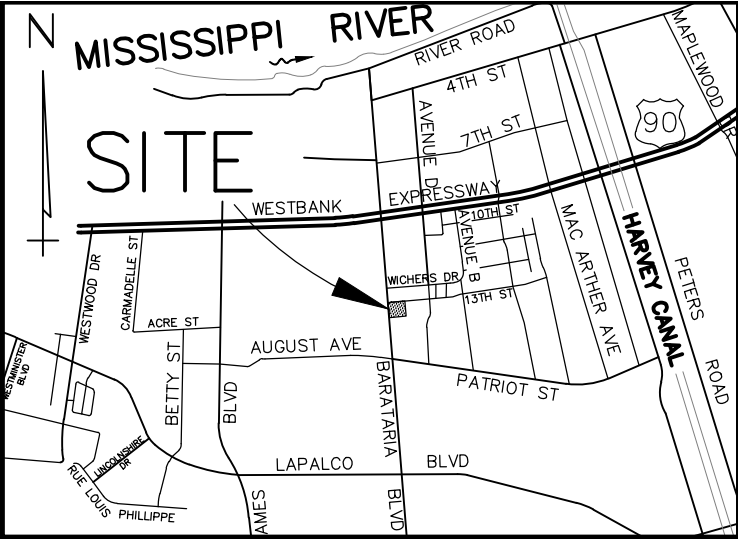 N
MISSISSIPPI RIVER
RIVER ROAD
4TH ST
7TH ST
AVENUE D
MAPLEWOOD
90
SITE
WESTBANK EXPRESSWAY
10TH ST
AVENUE B
WICHERS DR
13TH ST
MAC ARTHER AVE
HARVEY CANAL
PETERS ROAD
WESTWOOD DR
CARMADELLE ST
ACRE ST
BETTY ST
AUGUST AVE
PATRIOT ST
WESTMINISTER
BLVD
AMES BLVD
BARATARIA BLVD
LAPALCO BLVD
LINCOLNSHIRE
DR
RUE LOUIS PHILLIPPE